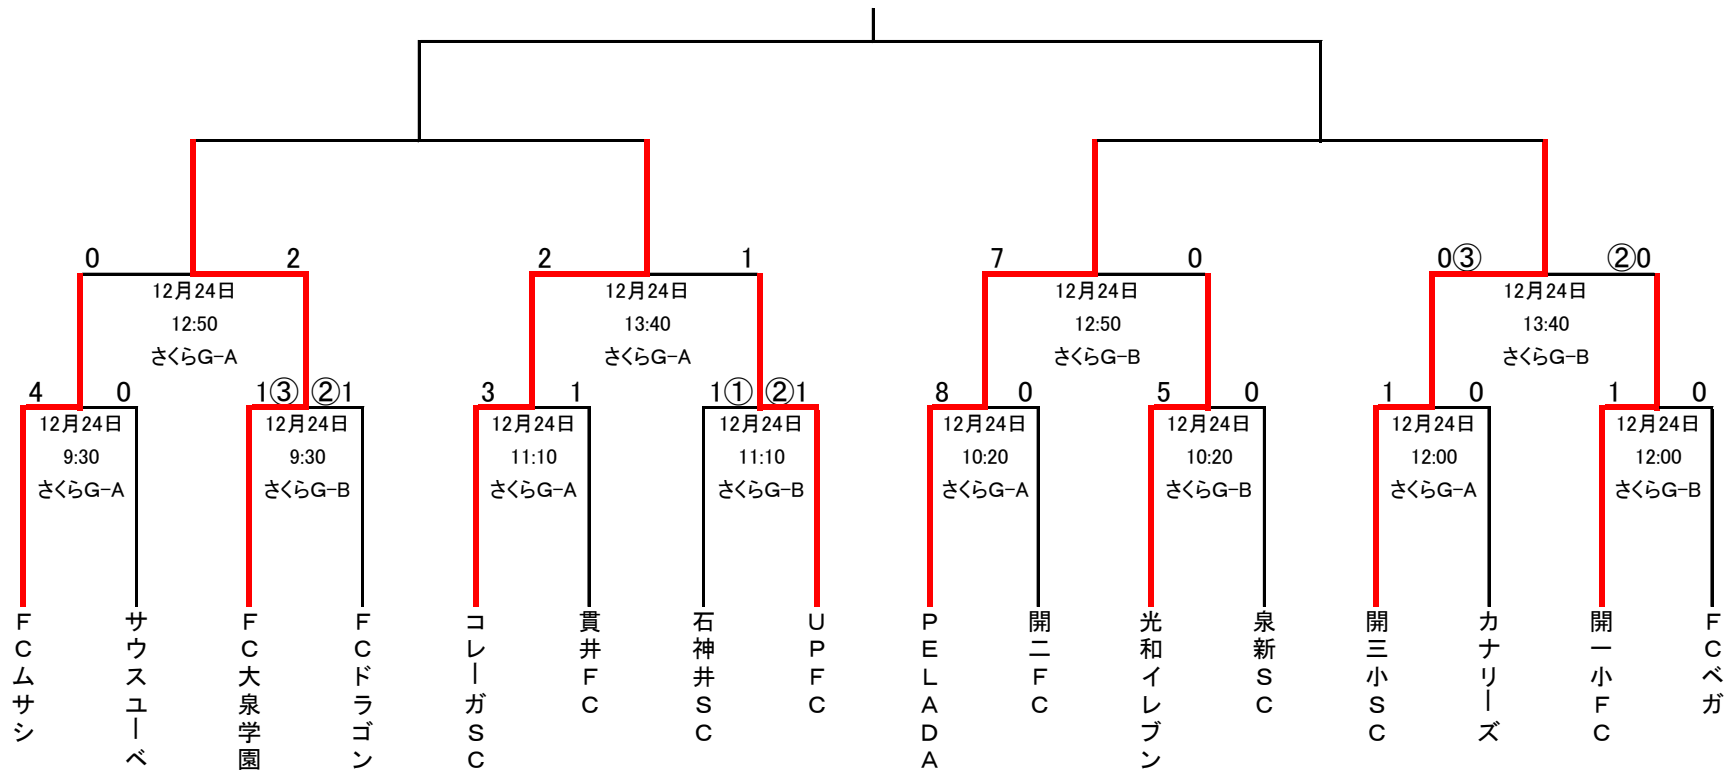 0 2 2 1 7 0 0③ ②0
12月24日 12月24日 12月24日 12月24日
12:50 13:40 12:50 13:40
さくらG-A さくらG-A さくらG-B さくらG-B
4 0 1③ ②1 3 1 1① ②1 8 0 5 0 1 0 1 0
12月24日 12月24日 12月24日 12月24日 12月24日 12月24日 12月24日 12月24日
9:30 9:30 11:10 11:10 10:20 10:20 12:00 12:00
さくらG-A さくらG-B さくらG-A さくらG-B さくらG-A さくらG-B さくらG-A さくらG-B
FCムサシ
サウスユーベ
FC大泉学園
FCドラゴン
コレーガSC
貫井FC
石神井SC
UPFC
PELADA
開二FC
光和イレブン
泉新SC
開三小SC
カナリーズ
開一小FC
FCベガ